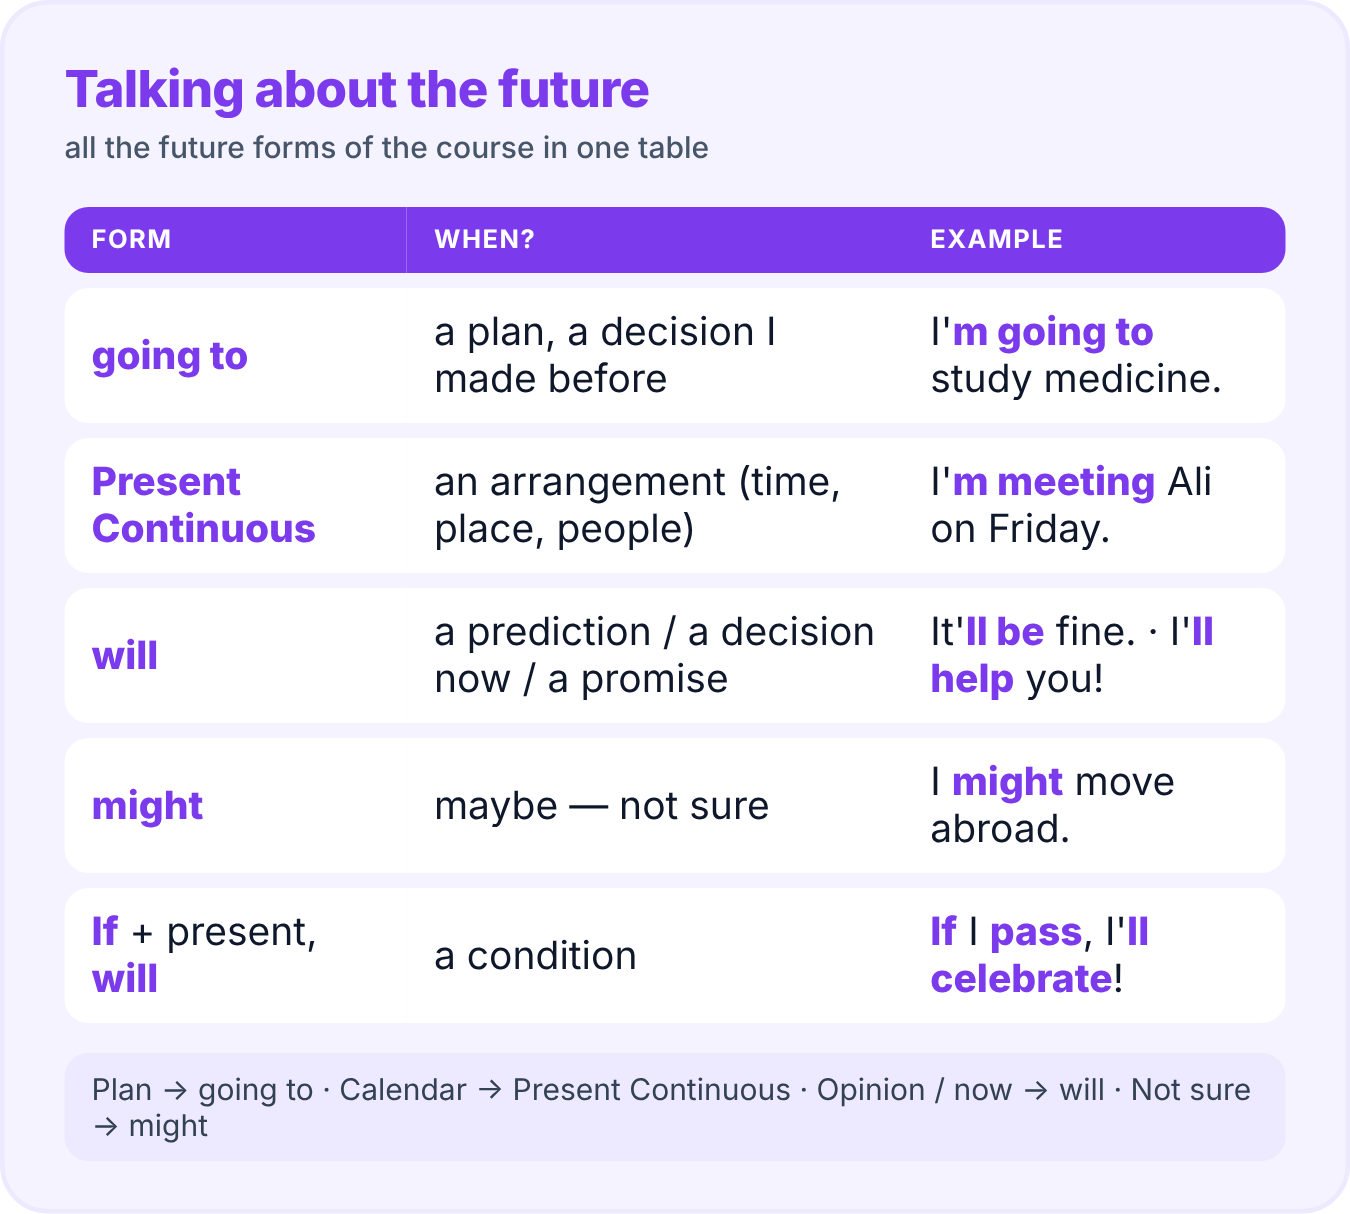 Talking about the future
all the future forms of the course in one table
FORM WHEN? EXAMPLE
going to
a plan, a decision I
made before
I'm going to
study medicine.
Present
Continuous
an arrangement (time,
place, people)
I'm meeting Ali
on Friday.
will
a prediction / a decision
now / a promise
It'll be fine. · I'll
help you!
might
maybe — not sure
I might move
abroad.
If + present,
will
a condition
If I pass, I'll
celebrate!
Plan → going to · Calendar → Present Continuous · Opinion / now → will · Not sure
→ might